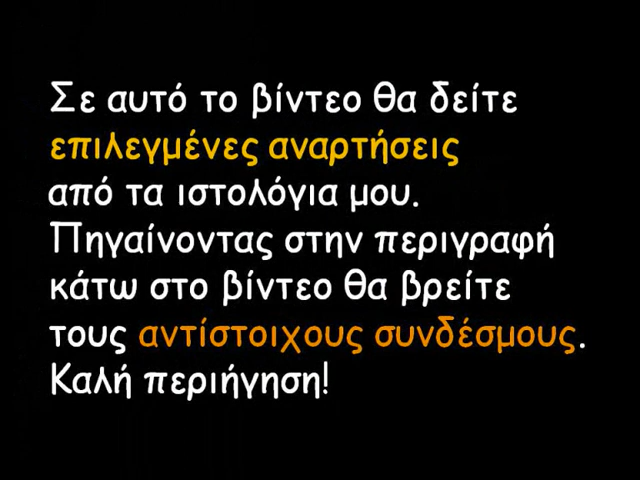 Σε αυτό το βίντεο θα δείτε
επιλεγμένες αναρτήσεις
από τα ιστολόγια μου.
Πηγαίνοντας στην περιγραφή
κάτω στο βίντεο θα βρείτε
τους αντίστοιχους συνδέσμους.
Καλή περιήγηση!